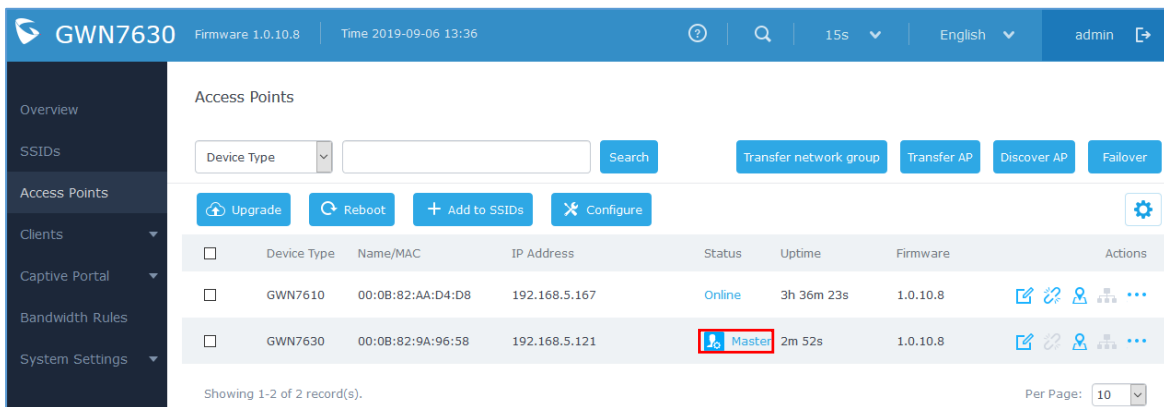 GWN7630 Firmware 1.0.10.8 Time 2019-09-06 13:36 15s English admin
Overview
SSIDs
Access Points
Clients
Captive Portal
Bandwidth Rules
System Settings
Access Points
Device Type Search Transfer network group Transfer AP Discover AP Failover
Upgrade Reboot Add to SSIDs Configure
Device Type Name/MAC IP Address Status Uptime Firmware Actions
GWN7610 00:0B:82:AA:D4:D8 192.168.5.167 Online 3h 36m 23s 1.0.10.8
GWN7630 00:0B:82:9A:96:58 192.168.5.121 Master 2m 52s 1.0.10.8
Showing 1-2 of 2 record(s). Per Page: 10